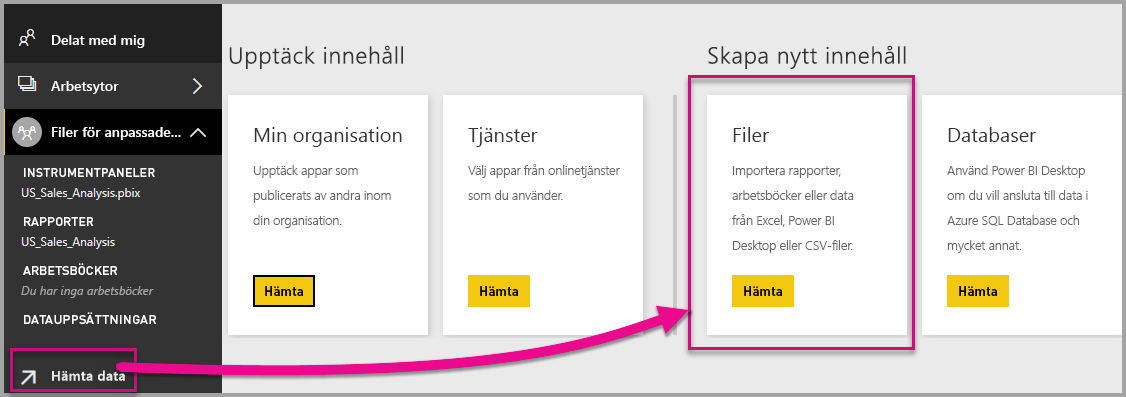 Delat med mig
Arbetsytor
Filer för anpassade...
INSTRUMENTPANELER
US_Sales_Analysis.pbix
RAPPORTER
US_Sales_Analysis
ARBETSBÖCKER
Du har inga arbetsböcker
DATAUPPSÄTTNINGAR
Hämta data
Upptäck innehåll
Min organisation
Upptäck appar som
publicerats av andra inom
din organisation.
Hämta
Tjänster
Välj appar från onlinetjänster
som du använder.
Hämta
Skapa nytt innehåll
Filer
Importera rapporter,
arbetsböcker eller data
från Excel, Power BI
Desktop eller CSV-filer.
Hämta
Databaser
Använd Power BI Desktop
om du vill ansluta till data i
Azure SQL Database och
mycket annat.
Hämta